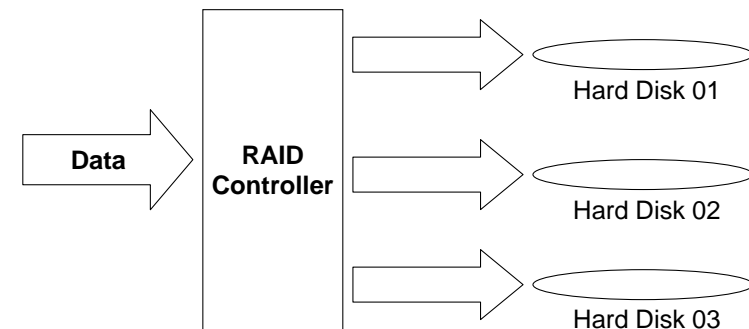 Data
RAID
Controller
Hard Disk 01
Hard Disk 02
Hard Disk 03